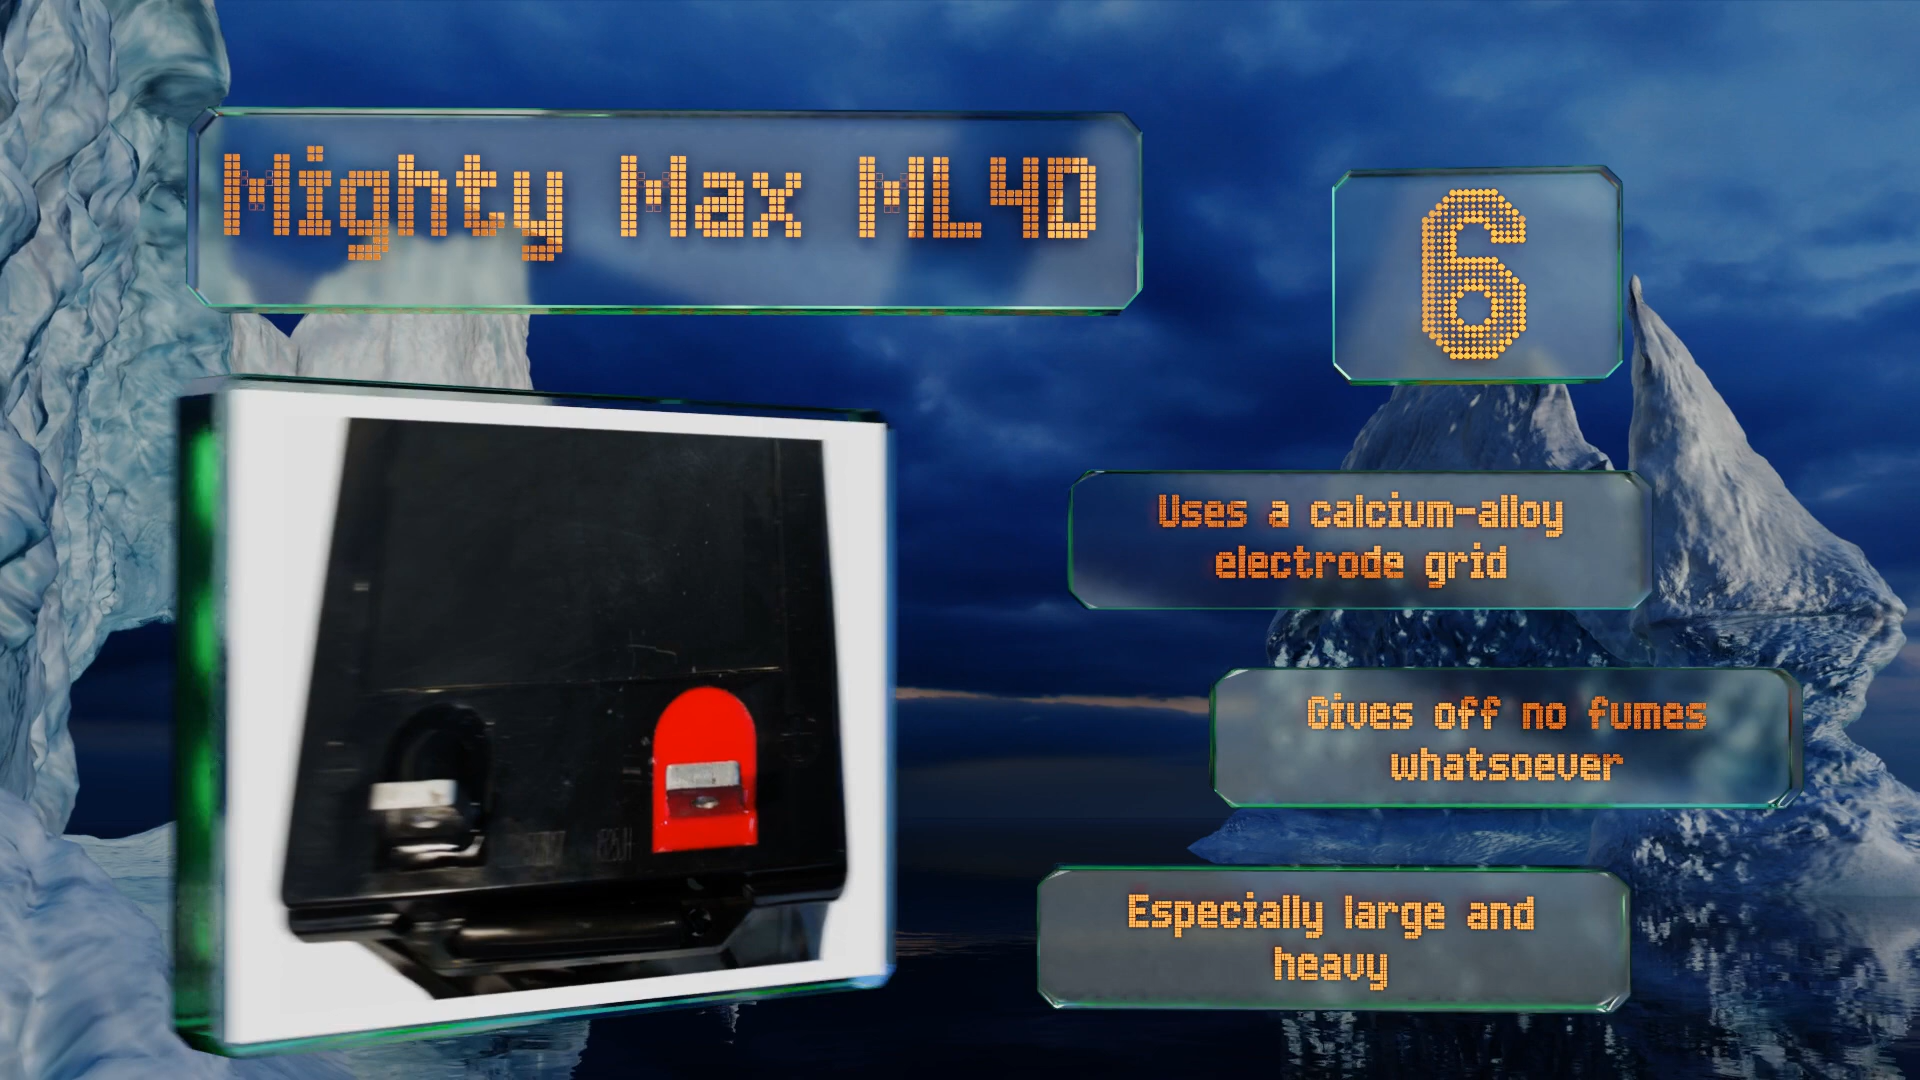 Mighty Max ML4D
6
Uses a calcium-alloy
electrode grid
Gives off no fumes
whatsoever
Especially large and
heavy